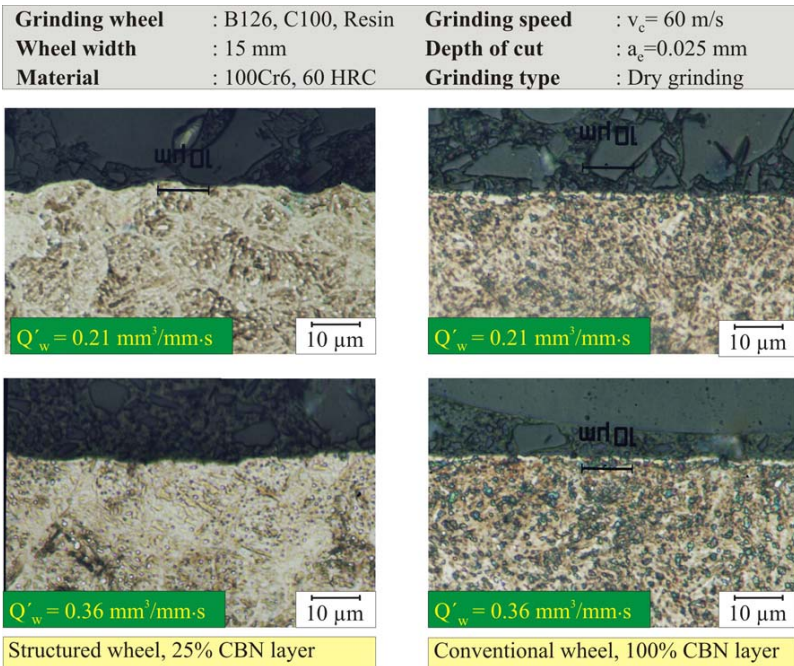 Grinding wheel : B126, C100, Resin Grinding speed : v_c= 60 m/s
Wheel width : 15 mm Depth of cut : a_e=0.025 mm
Material : 100Cr6, 60 HRC Grinding type : Dry grinding
10 µm
10 µm
Q´_w = 0.21 mm³/mm·s 10 µm
Q´_w = 0.21 mm³/mm·s 10 µm
10 µm
Q´_w = 0.36 mm³/mm·s 10 µm
Q´_w = 0.36 mm³/mm·s 10 µm
Structured wheel, 25% CBN layer
Conventional wheel, 100% CBN layer